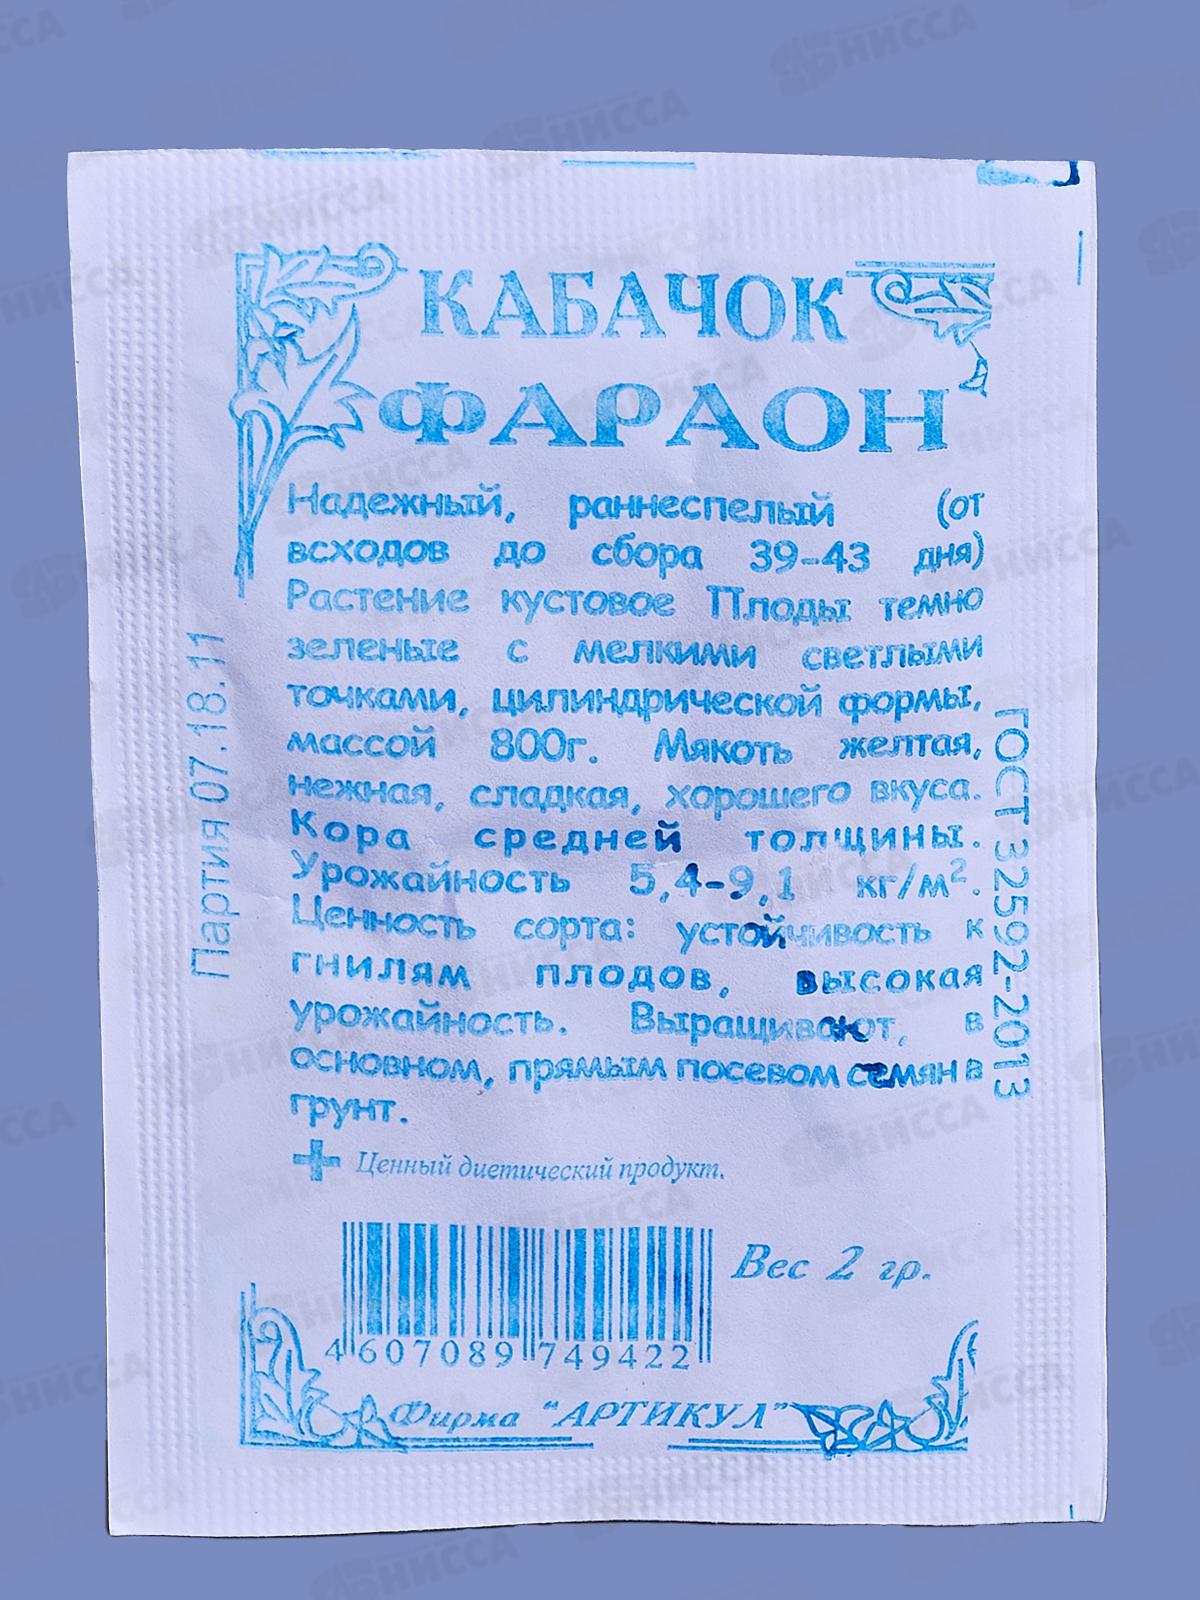 КАБАЧОК
ФАРАОН
Надежный, раннеспелый (от
всходов до сбора 39-43 дня)
Растение кустовое Плоды темно
зеленые с мелкими светлыми
точками, цилиндрической формы,
массой 800г. Мякоть желтая,
нежная, сладкая, хорошего вкуса.
Кора средней толщины.
Урожайность 5,4-9,1 кг/м².
Ценность сорта: устойчивость к
гнилям плодов, высокая
урожайность. Выращивают, в
основном, прямым посевом семян в
грунт.
Ценный диетический продукт.
Вес 2 гр.
4 607089 749422
Фирма "АРТИКУЛ"
Партия 07.18.11
ГОСТ 32592-2013
НИССА